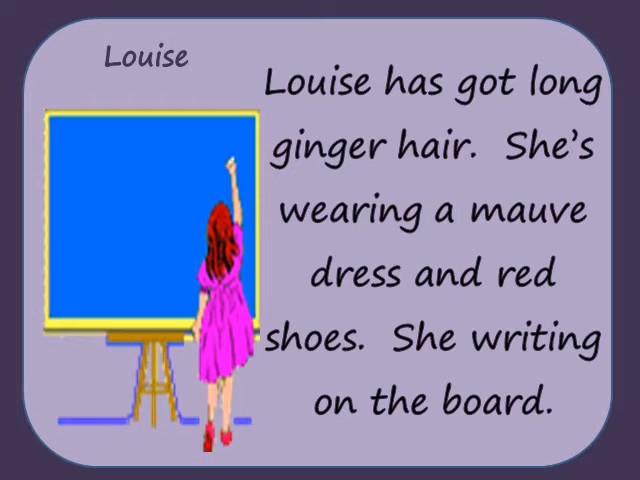 Louise
Louise has got long
ginger hair.  She's
wearing a mauve
dress and red
shoes.  She writing
on the board.